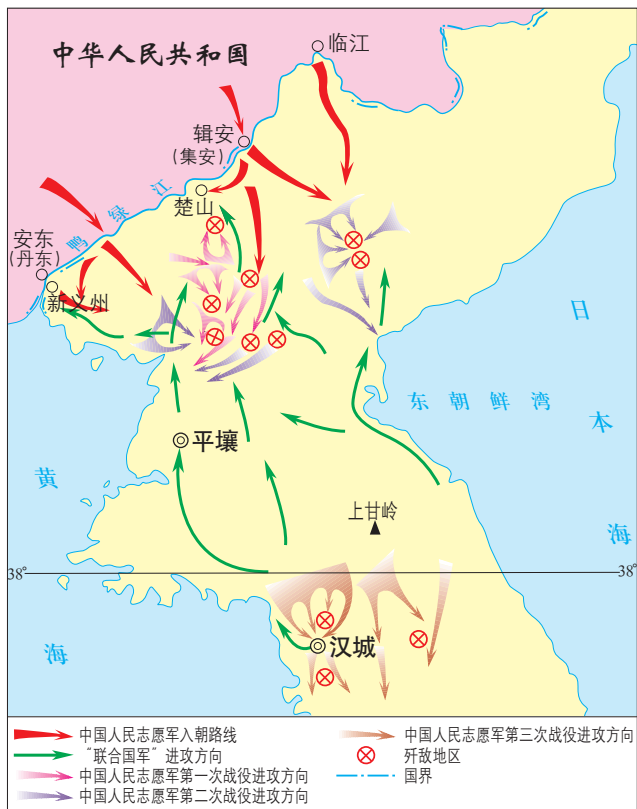 中华人民共和国
临江
辑安
(集安)
鸭绿江
楚山
安东
(丹东)
新义州
日本海
东朝鲜湾
平壤
黄海
上甘岭
38°
38°
汉城
中国人民志愿军入朝路线
“联合国军”进攻方向
中国人民志愿军第一次战役进攻方向
中国人民志愿军第二次战役进攻方向
中国人民志愿军第三次战役进攻方向
歼敌地区
国界